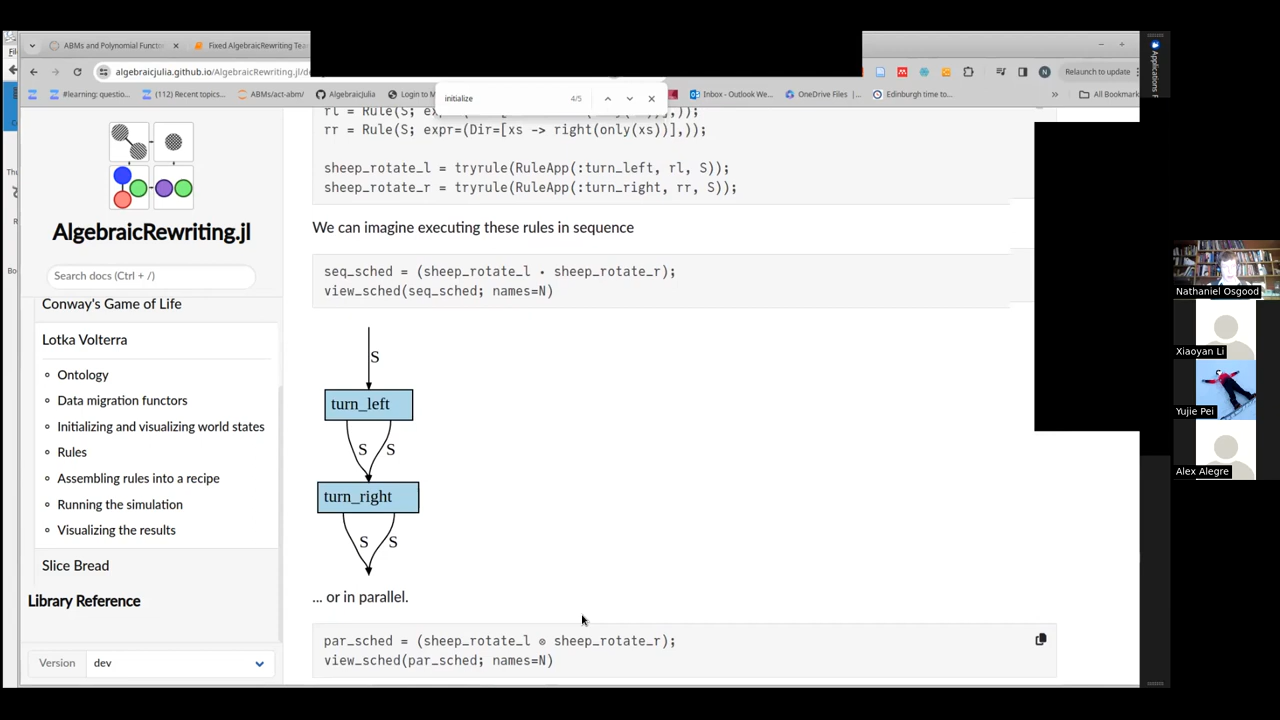 ABMs and Polynomial Functo
Fixed AlgebraicRewriting Tea
algebraicjulia.github.io/AlgebraicRewriting.jl/d
Relaunch to update
#learning: questio...
(112) Recent topics...
ABMs/act-abm/
Algebraicjulia
Login to M
initialize
4/5
Inbox - Outlook We...
OneDrive Files |...
Edinburgh time to...
All Bookmark
Applications
rr = Rule(S; expr=(Dir=[xs -> right(only(xs))],));
sheep_rotate_l = tryrule(RuleApp(:turn_left, rl, S));
sheep_rotate_r = tryrule(RuleApp(:turn_right, rr, S));
We can imagine executing these rules in sequence
seq_sched = (sheep_rotate_l ⋅ sheep_rotate_r);
view_sched(seq_sched; names=N)
S
turn_left
S S
turn_right
S S
... or in parallel.
par_sched = (sheep_rotate_l ⊗ sheep_rotate_r);
view_sched(par_sched; names=N)
AlgebraicRewriting.jl
Search docs (Ctrl + /)
Conway's Game of Life
Lotka Volterra
Ontology
Data migration functors
Initializing and visualizing world states
Rules
Assembling rules into a recipe
Running the simulation
Visualizing the results
Slice Bread
Library Reference
Version dev
Nathaniel Osgood
Xiaoyan Li
Yujie Pei
Alex Alegre